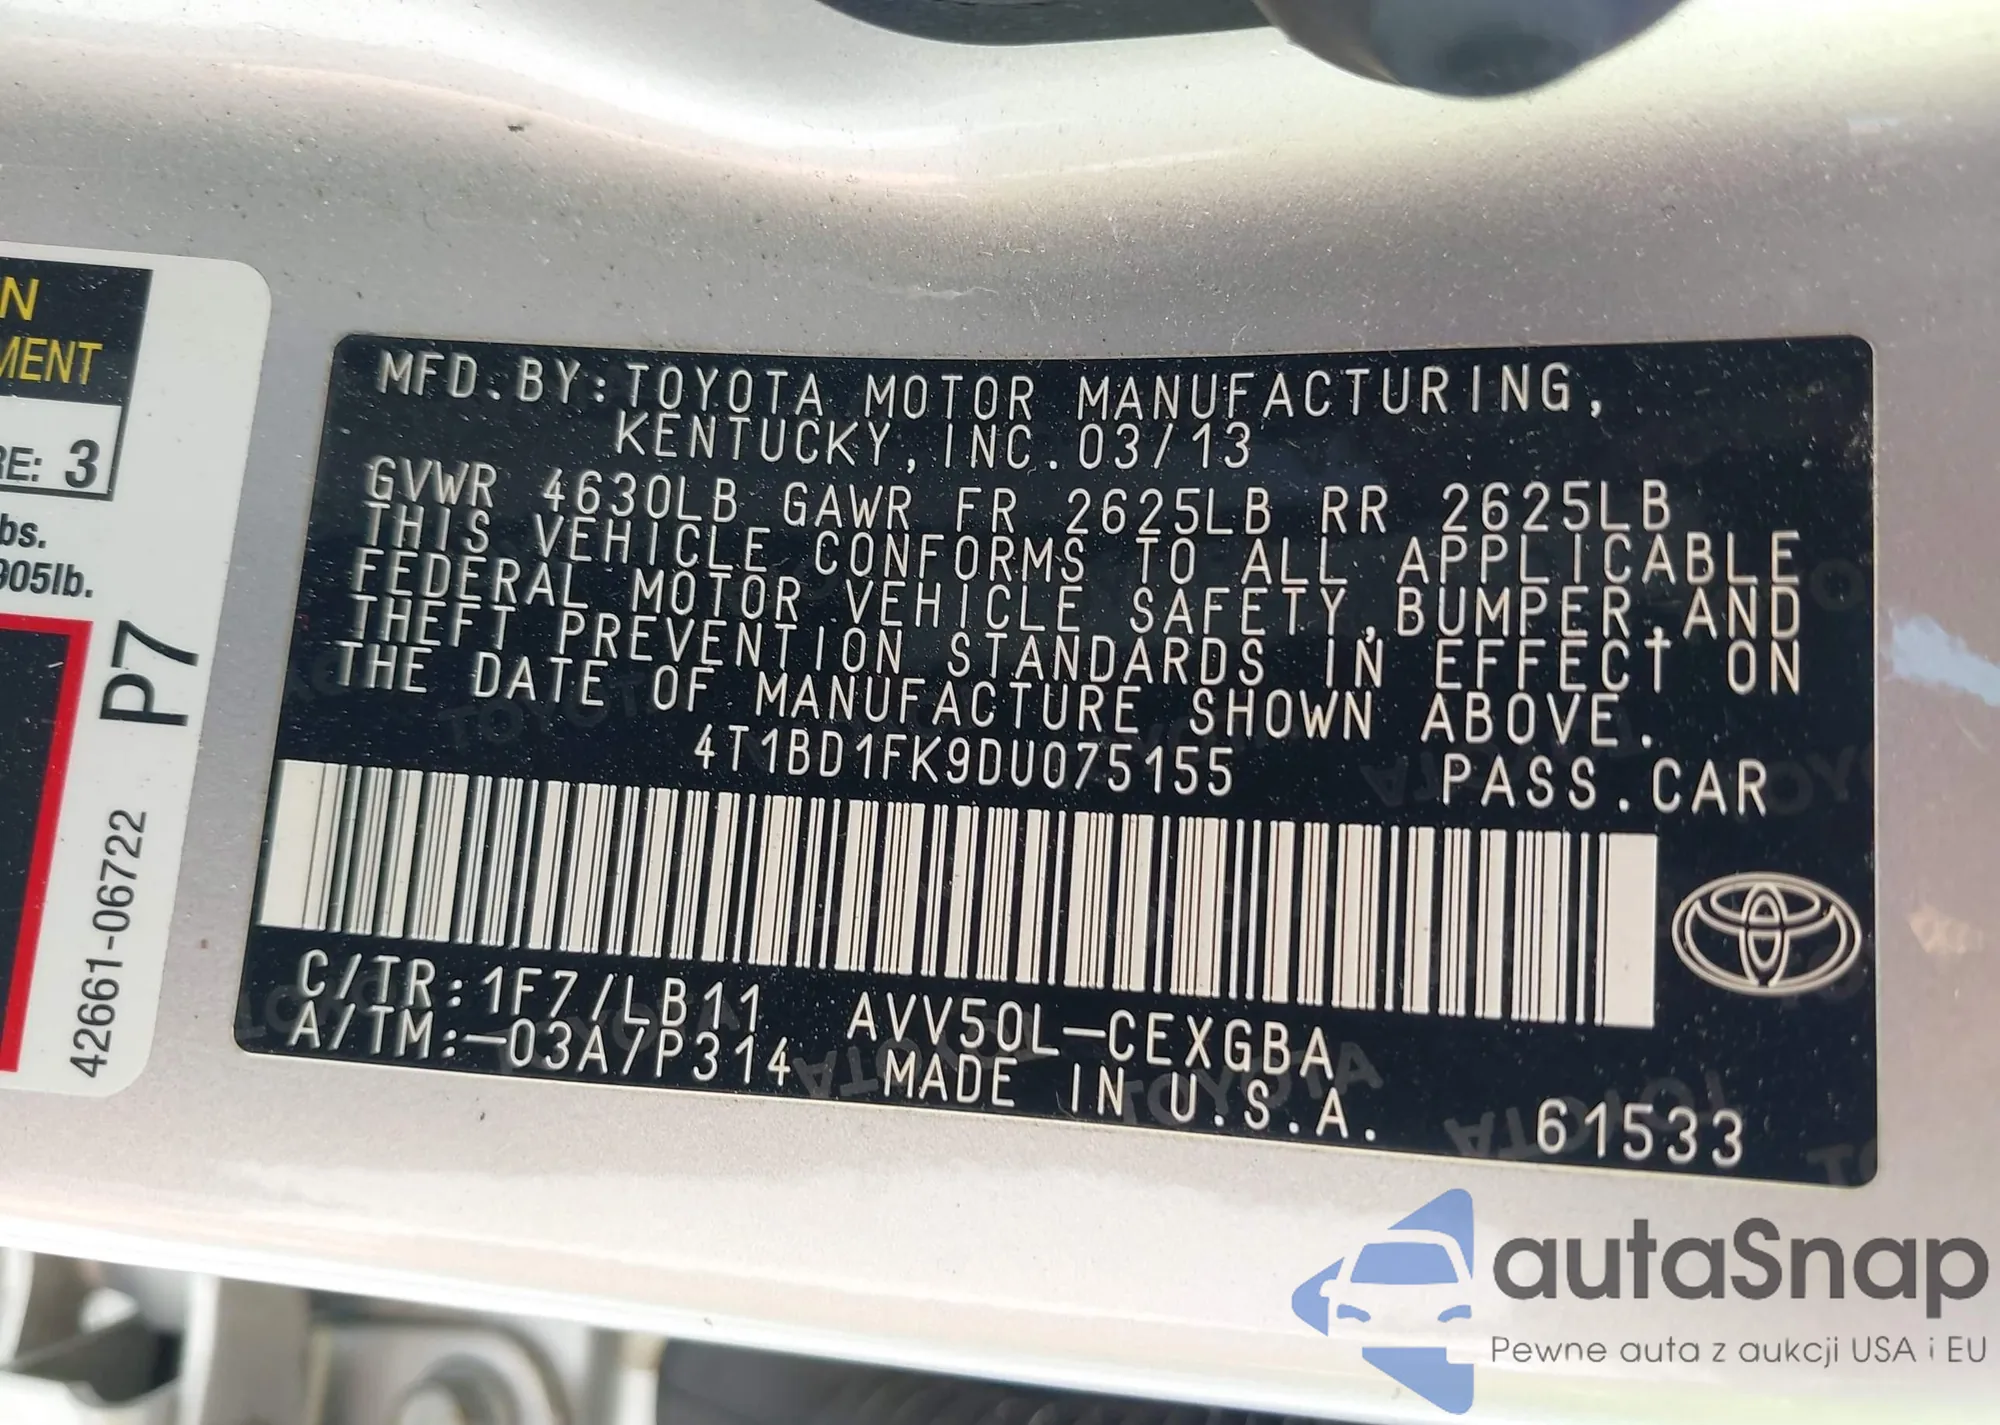 N
MENT
RE: 3
bs.
905lb.
P7
42661-06722
MFD.BY:TOYOTA MOTOR MANUFACTURING,
KENTUCKY, INC.03/13
GVWR 4630LB GAWR FR 2625LB RR 2625LB
THIS VEHICLE CONFORMS TO ALL APPLICABLE
FEDERAL MOTOR VEHICLE SAFETY,BUMPER,AND
THEFT PREVENTION STANDARDS IN EFFECT ON
THE DATE OF MANUFACTURE SHOWN ABOVE.
4T1BD1FK9DU075155 PASS.CAR
C/TR:1F7/LB11 AVV50L-CEXGBA
A/TM:-03A/P314 MADE IN U.S.A. 61533
autaSnap
Pewne auta z aukcji USA i EU